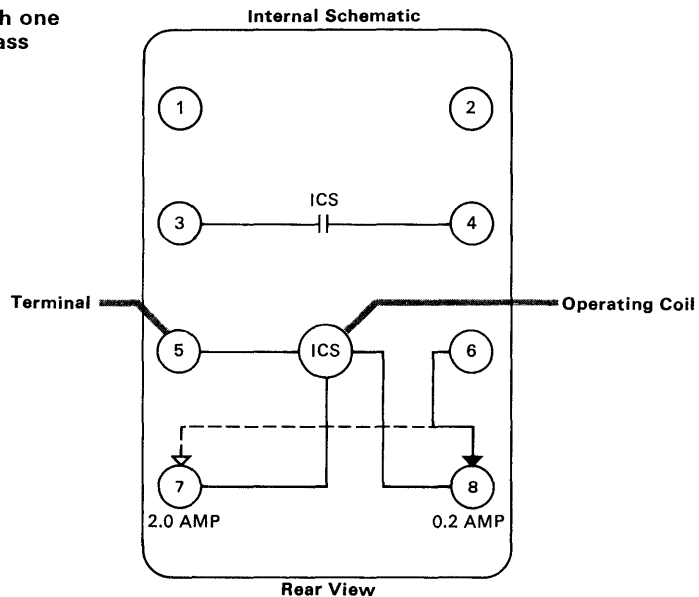 one
Internal Schematic
1
2
ICS
3
4
Terminal
Operating Coil
5
ICS
6
7
8
2.0 AMP
0.2 AMP
Rear View